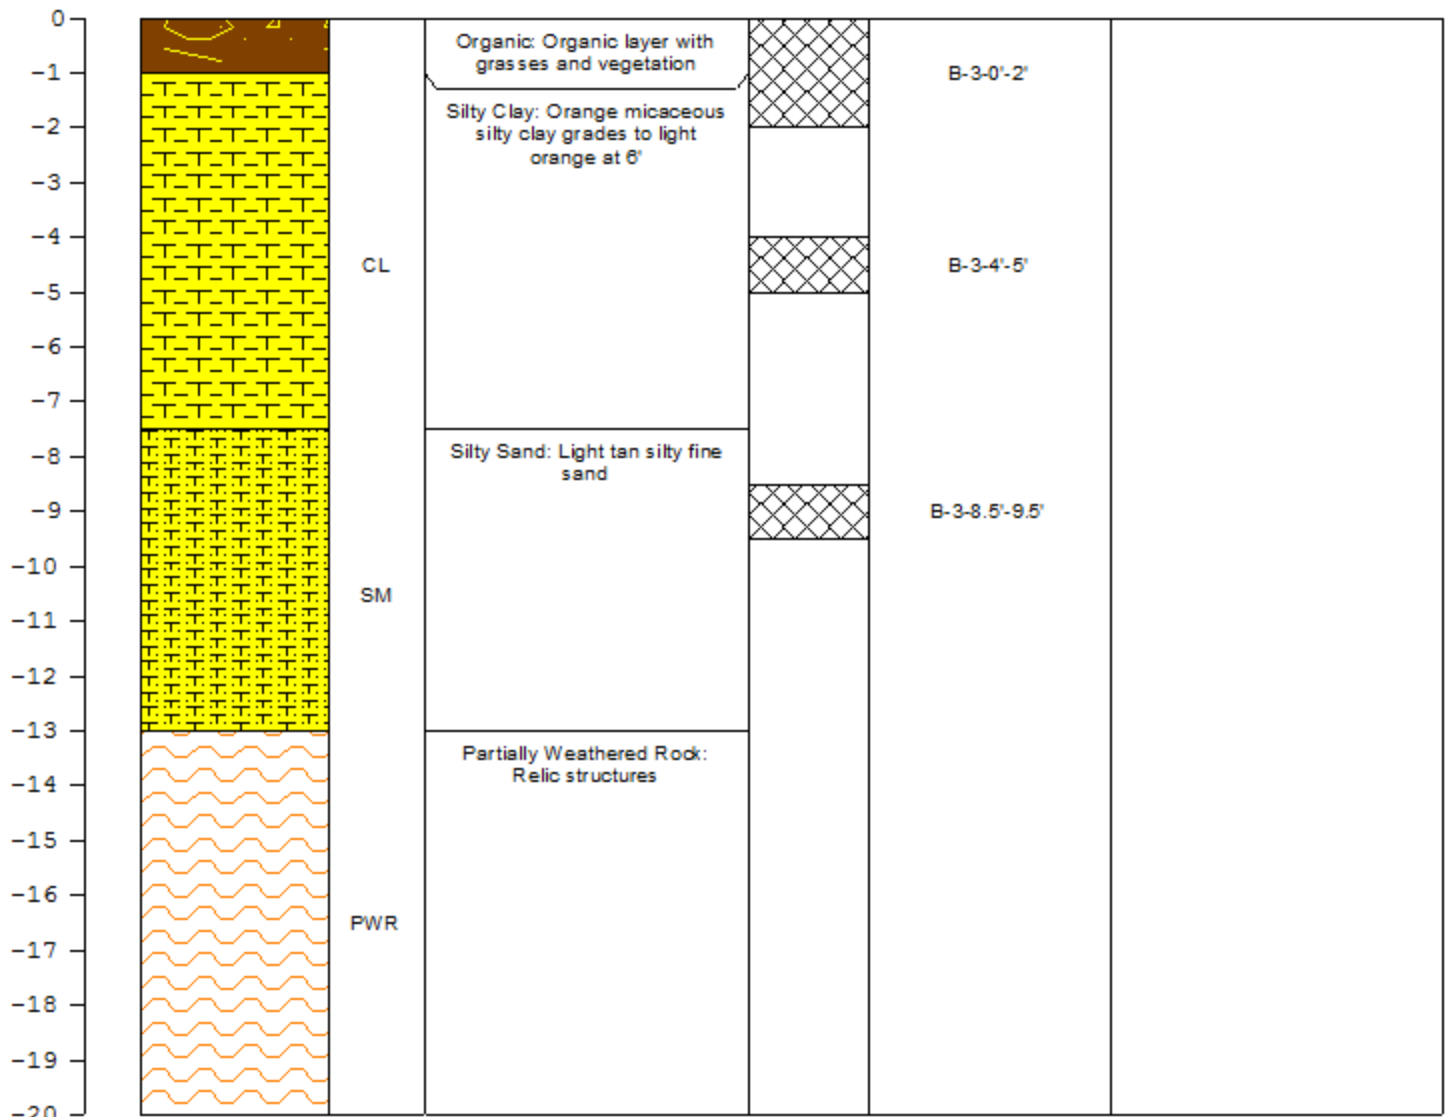 0
-1
-2
-3
-4
-5
-6
-7
-8
-9
-10
-11
-12
-13
-14
-15
-16
-17
-18
-19
-20
CL
SM
PWR
Organic: Organic layer with
grasses and vegetation
Silty Clay: Orange micaceous
silty clay grades to light
orange at 6'
Silty Sand: Light tan silty fine
sand
Partially Weathered Rock:
Relic structures
B-3-0'-2'
B-3-4'-5'
B-3-8.5'-9.5'